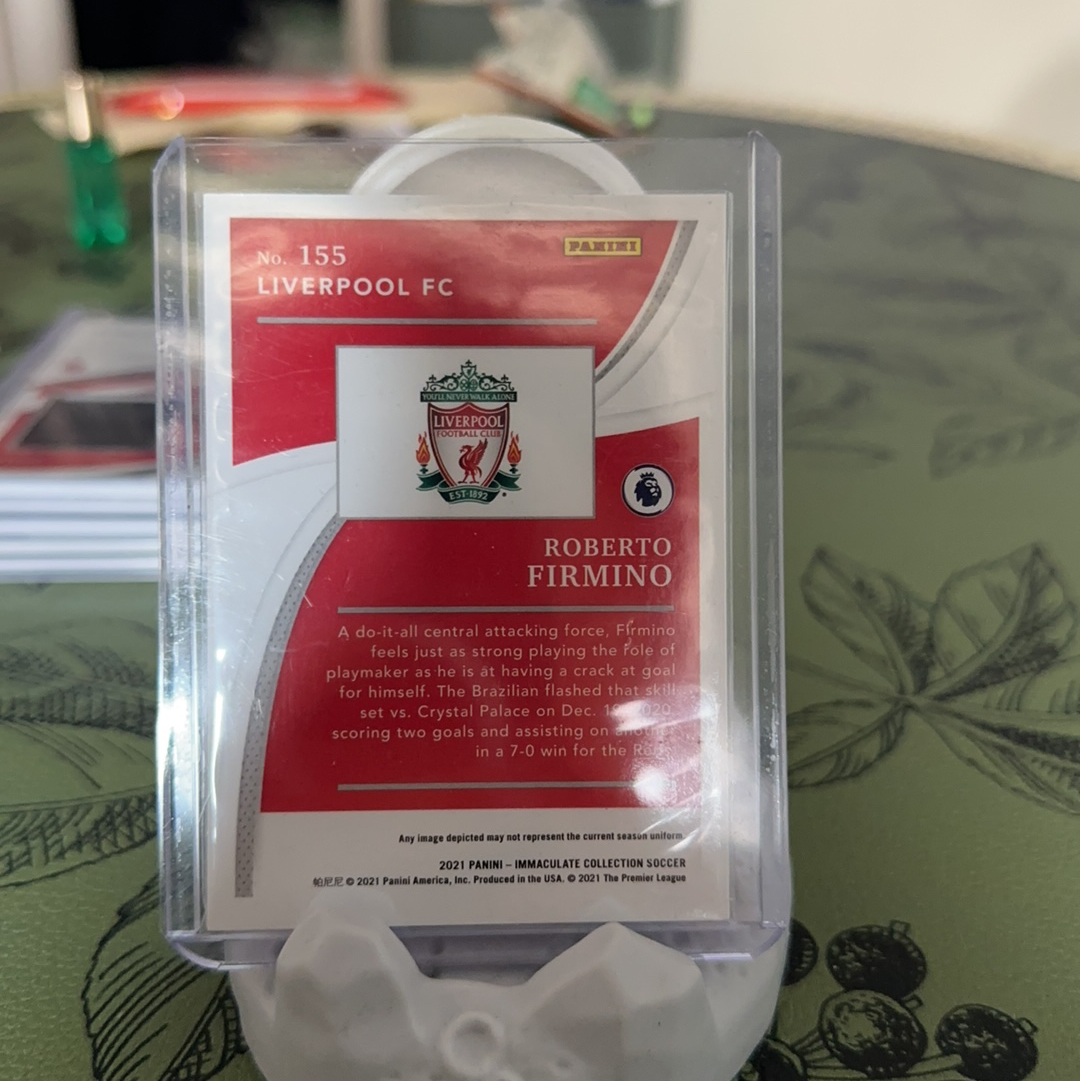 No. 155
PANINI
LIVERPOOL FC
YOU'LL NEVER WALK ALONE
LIVERPOOL
FOOTBALL CLUB
EST·1892
ROBERTO
FIRMINO
A do-it-all central attacking force, Firmino
feels just as strong playing the role of
playmaker as he is at having a crack at goal
for himself. The Brazilian flashed that skill
set vs. Crystal Palace on Dec. 2020,
scoring two goals and assisting on another
in a 7-0 win for the Reds.
Any image depicted may not represent the current season uniform.
2021 PANINI – IMMACULATE COLLECTION SOCCER
帕尼尼 © 2021 Panini America, Inc. Produced in the USA. © 2021 The Premier League